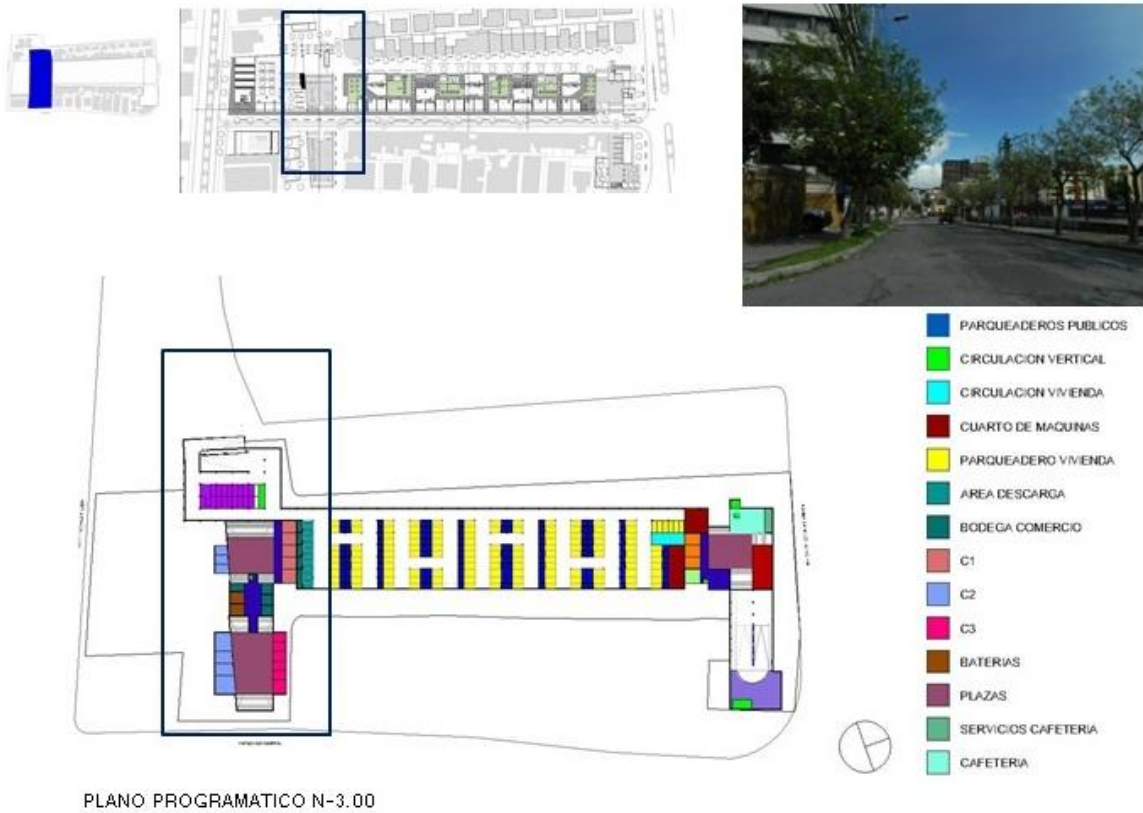 PARQUEADEROS PUBLICOS
CIRCULACION VERTICAL
CIRCULACION VIVIENDA
CUARTO DE MAQUINAS
PARQUEADERO VIVIENDA
AREA DESCARGA
BODEGA COMERCIO
C1
C2
C3
BATERIAS
PLAZAS
SERVICIOS CAFETERIA
CAFETERIA
PLANO PROGRAMATICO N-3.00